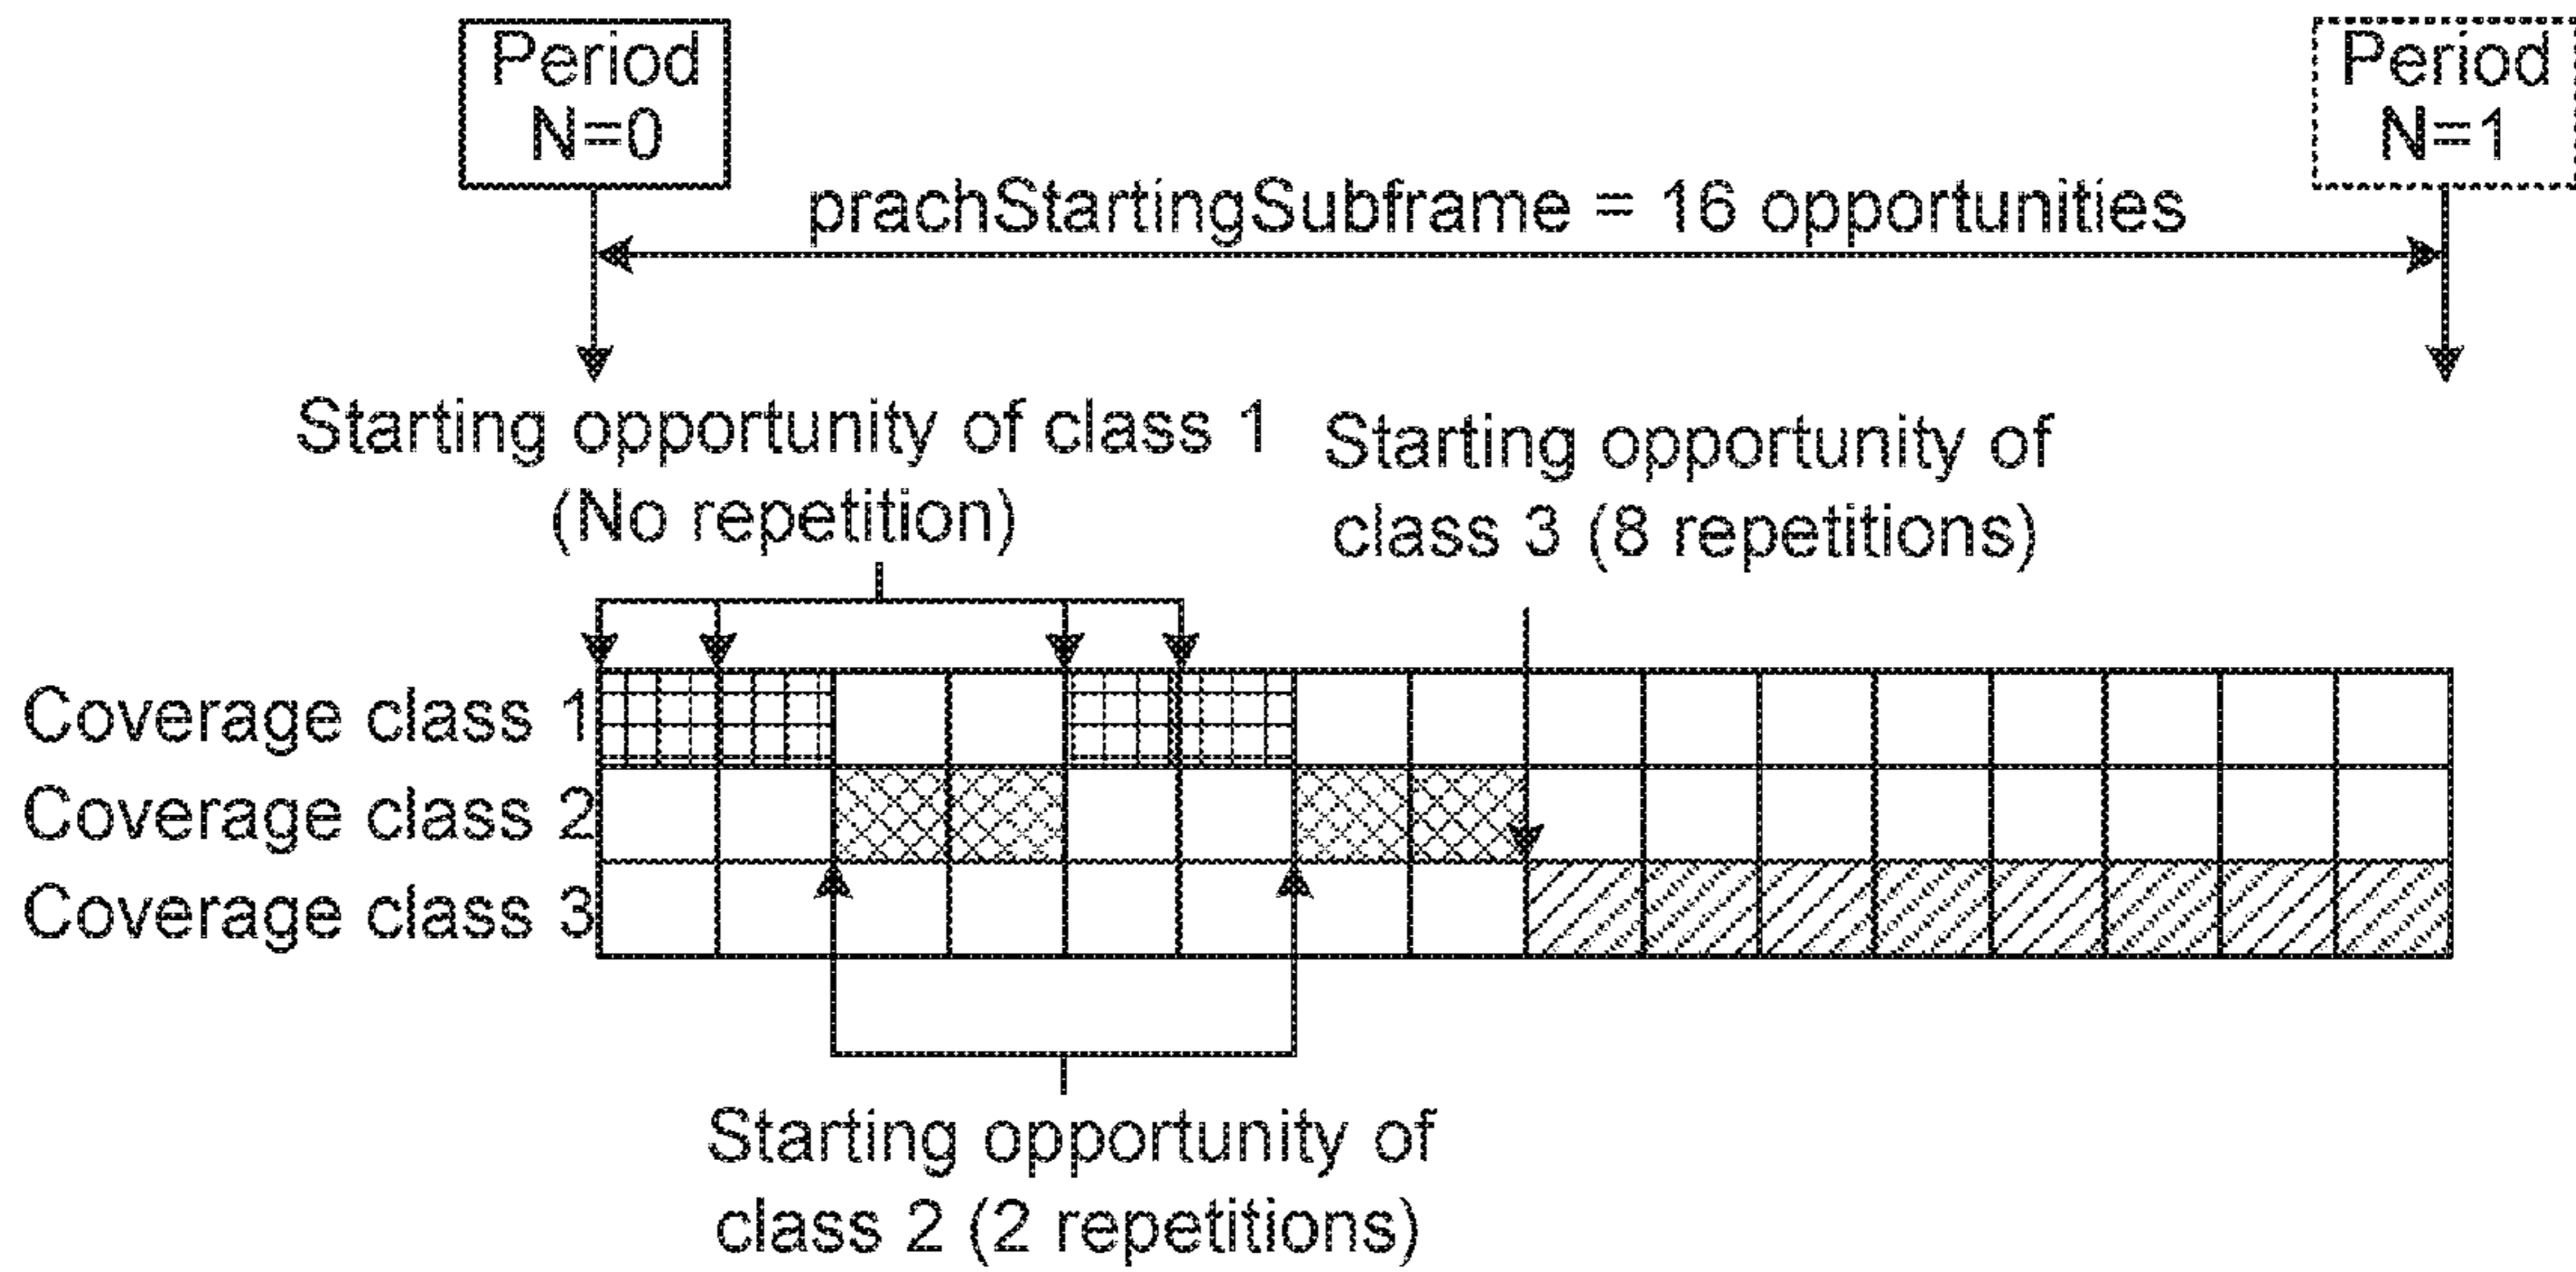 Period
N=0
Period
N=1
prachStartingSubframe = 16 opportunities
Starting opportunity of class 1
(No repetition)
Starting opportunity of
class 3 (8 repetitions)
Coverage class 1
Coverage class 2
Coverage class 3
Starting opportunity of
class 2 (2 repetitions)